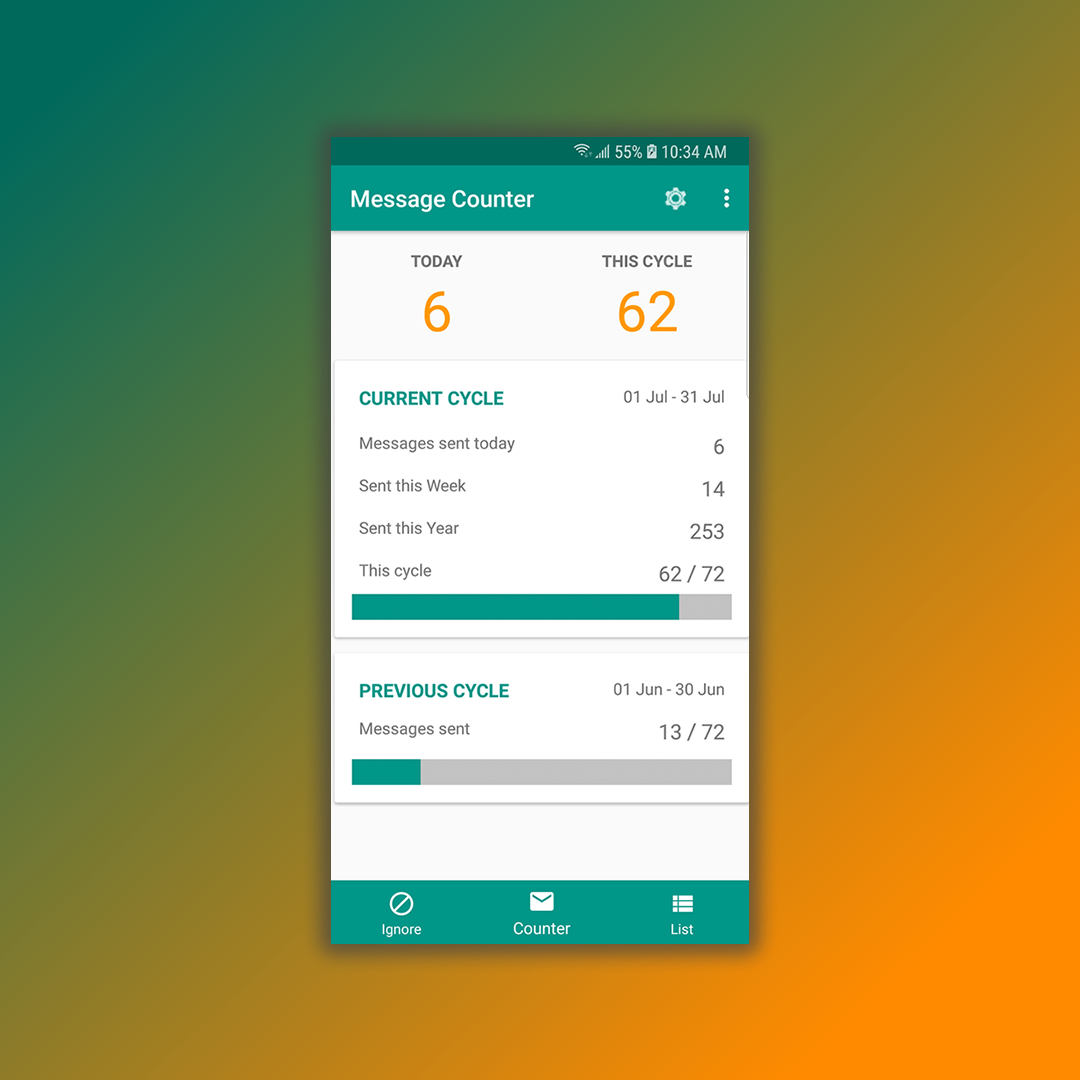 55% 10:34 AM
Message Counter
TODAY THIS CYCLE
6 62
CURRENT CYCLE 01 Jul - 31 Jul
Messages sent today 6
Sent this Week 14
Sent this Year 253
This cycle 62 / 72
PREVIOUS CYCLE 01 Jun - 30 Jun
Messages sent 13 / 72
Ignore Counter List